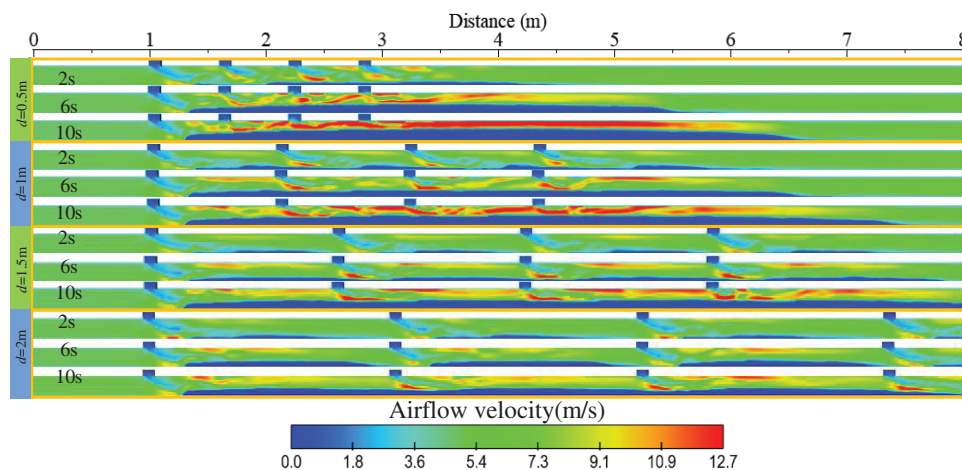 Distance (m)
0 1 2 3 4 5 6 7 8
d=0.5m
2s
6s
10s
d=1m
2s
6s
10s
d=1.5m
2s
6s
10s
d=2m
2s
6s
10s
Airflow velocity(m/s)
0.0 1.8 3.6 5.4 7.3 9.1 10.9 12.7